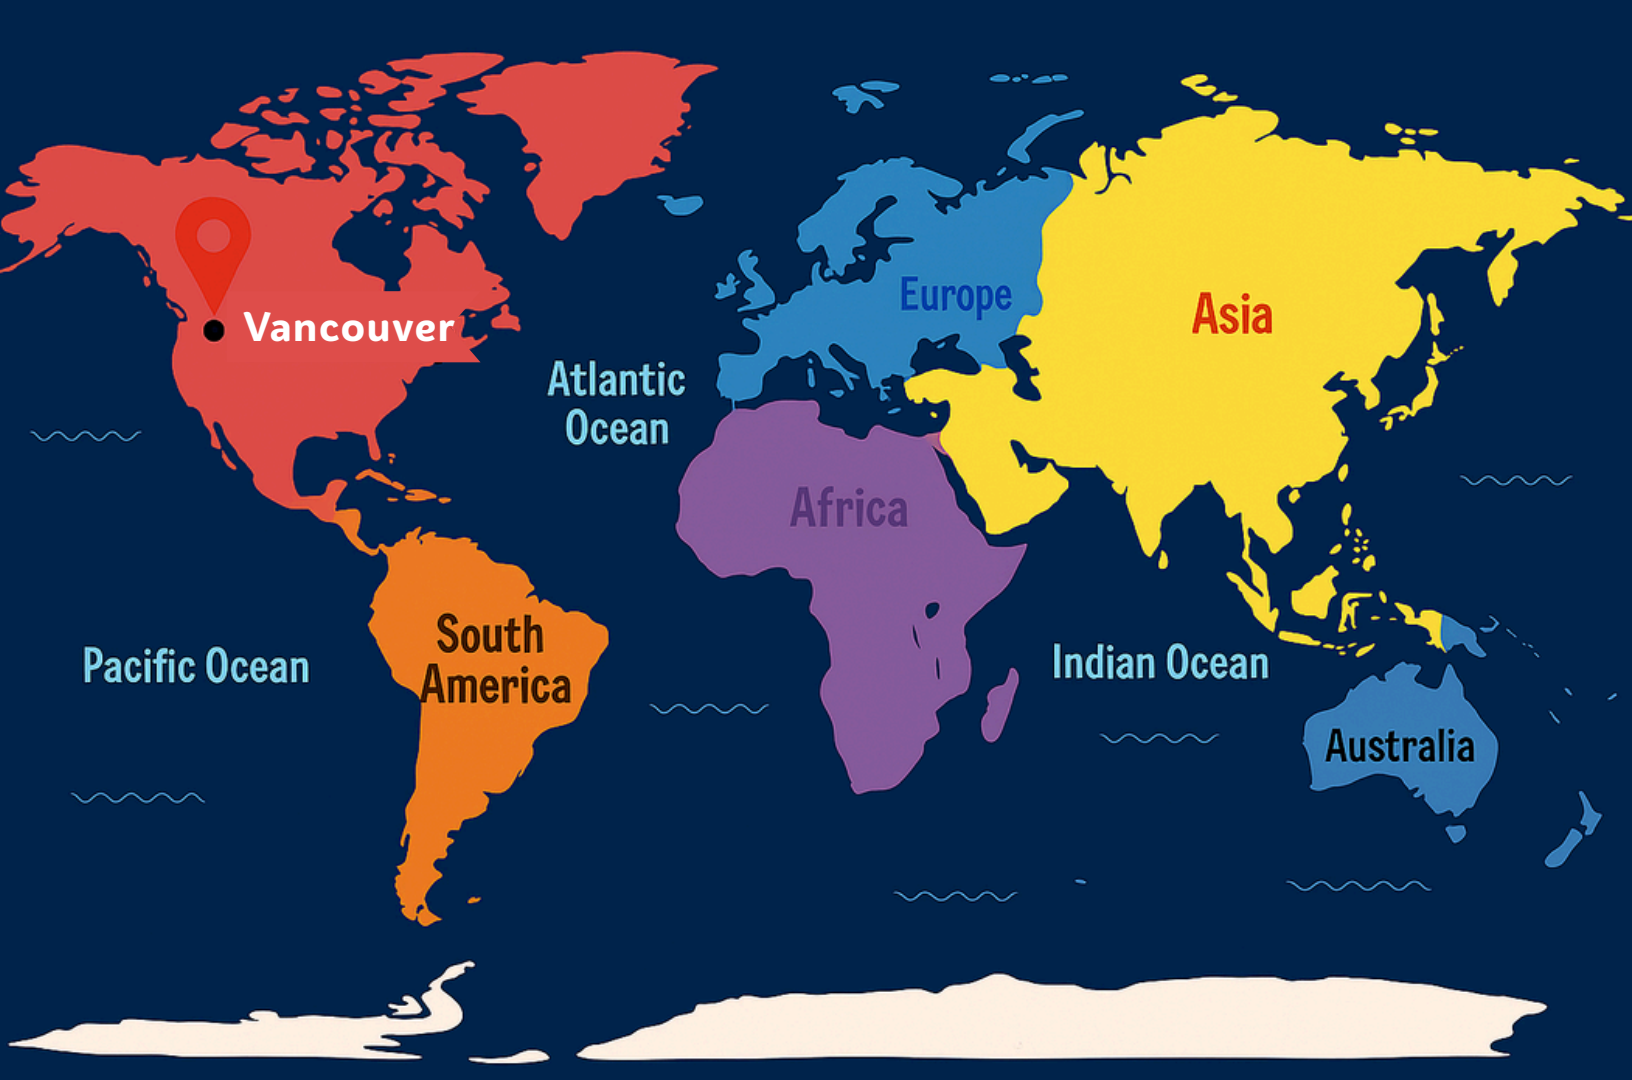 Vancouver
Europe
Asia
Atlantic
Ocean
Africa
South
America
Pacific Ocean
Indian Ocean
Australia